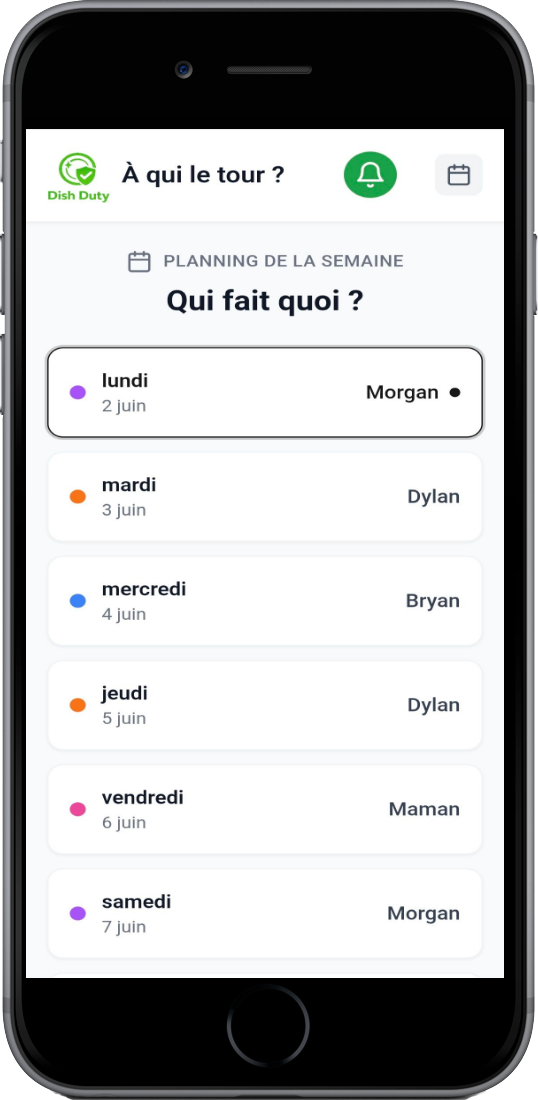 Dish Duty
À qui le tour ?
PLANNING DE LA SEMAINE
Qui fait quoi ?
lundi
2 juin
Morgan
mardi
3 juin
Dylan
mercredi
4 juin
Bryan
jeudi
5 juin
Dylan
vendredi
6 juin
Maman
samedi
7 juin
Morgan